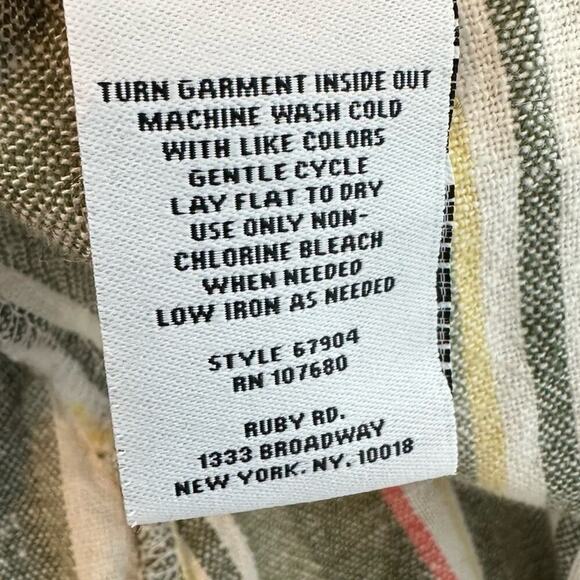 TURN GARMENT INSIDE OUT
MACHINE WASH COLD
WITH LIKE COLORS
GENTLE CYCLE
LAY FLAT TO DRY
USE ONLY NON-
CHLORINE BLEACH
WHEN NEEDED
LOW IRON AS NEEDED
STYLE 67904
RN 107680
RUBY RD.
1333 BROADWAY
NEW YORK. NY. 10018